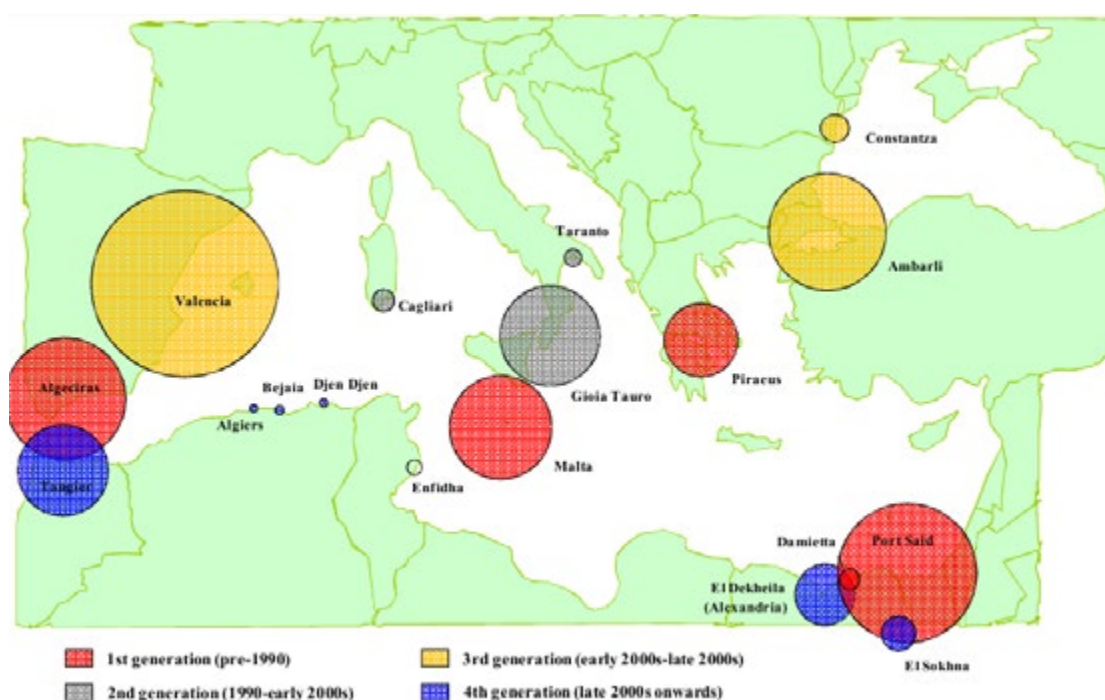 Constantza
Taranto
Ambarli
Valencia
Cagliari
Algeciras
Bejaia
Djen Djen
Piraeus
Gioia Tauro
Algiers
Malta
Tangier
Enfidha
Damietta
Port Said
El Dekheila
(Alexandria)
El Sokhna
1st generation (pre-1990)
3rd generation (early 2000s-late 2000s)
2nd generation (1990-early 2000s)
4th generation (late 2000s onwards)